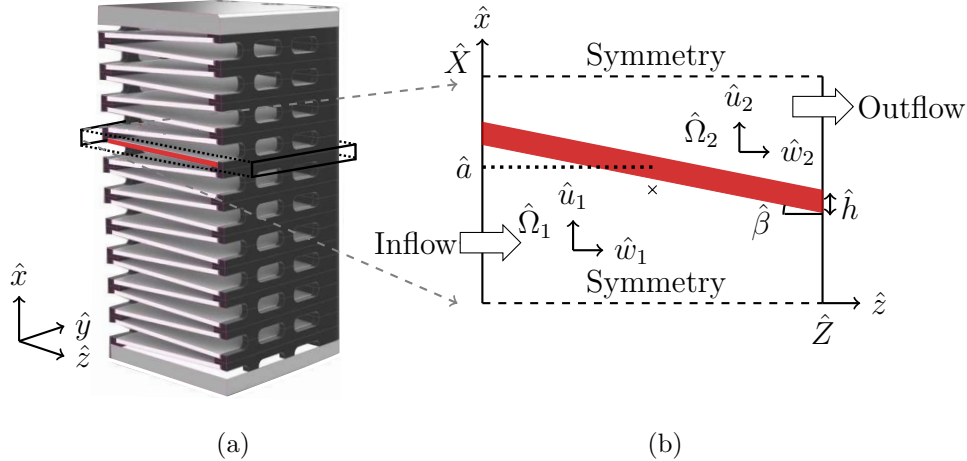 x̂
ŷ
ẑ
(a)
x̂
X̂
Symmetry
û₂
Outflow
Ω̂₂
ŵ₂
â
û₁
ĥ
β̂
Ω̂₁
Inflow
ŵ₁
Symmetry
ẑ
Ẑ
(b)